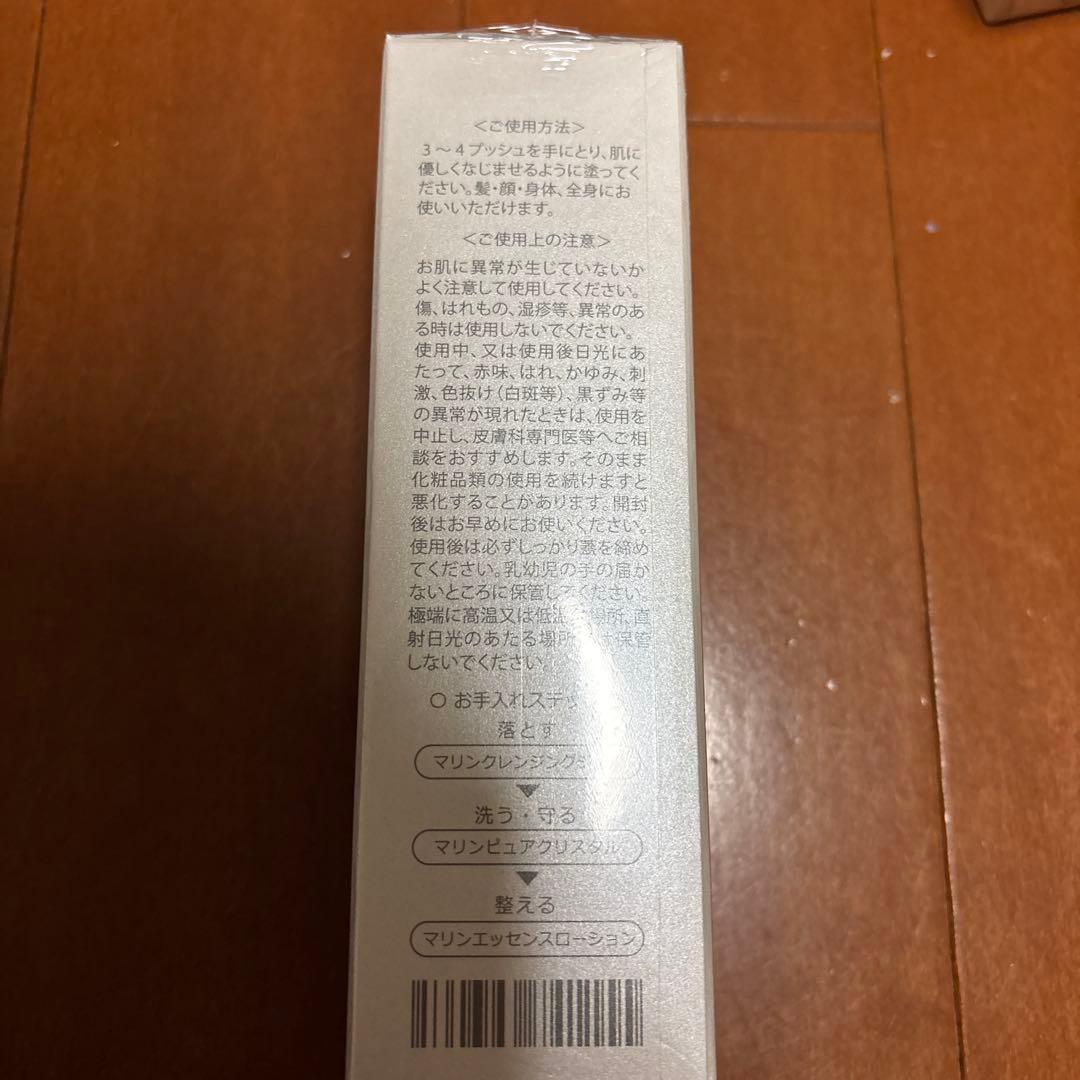 <ご使用方法>
3～4プッシュを手にとり、肌に
優しくなじませるように塗ってく
ださい。髪・顔・身体、全身にお
使いいただけます。
<ご使用上の注意>
お肌に異常が生じていないか
よく注意して使用してください。
傷、はれもの、湿疹等、異常のあ
る時は使用しないでください。
使用中、又は使用後日光にあ
たって、赤味、はれ、かゆみ、刺
激、色抜け(白斑等)、黒ずみ等
の異常が現れたときは、使用を
中止し、皮膚科専門医等へご相
談をおすすめします。そのまま
化粧品類の使用を続けますと
悪化することがあります。開封
後はお早めにお使いください。
使用後は必ずしっかり蓋を締め
てください。乳幼児の手の届か
ないところに保管してください。
極端に高温又は低温 場所、直
射日光のあたる場所 は保管
しないでください。
○ お手入れステッ
落とす
マリンクレンジング
洗う・守る
マリンピュアクリスタル
整える
マリンエッセンスローション